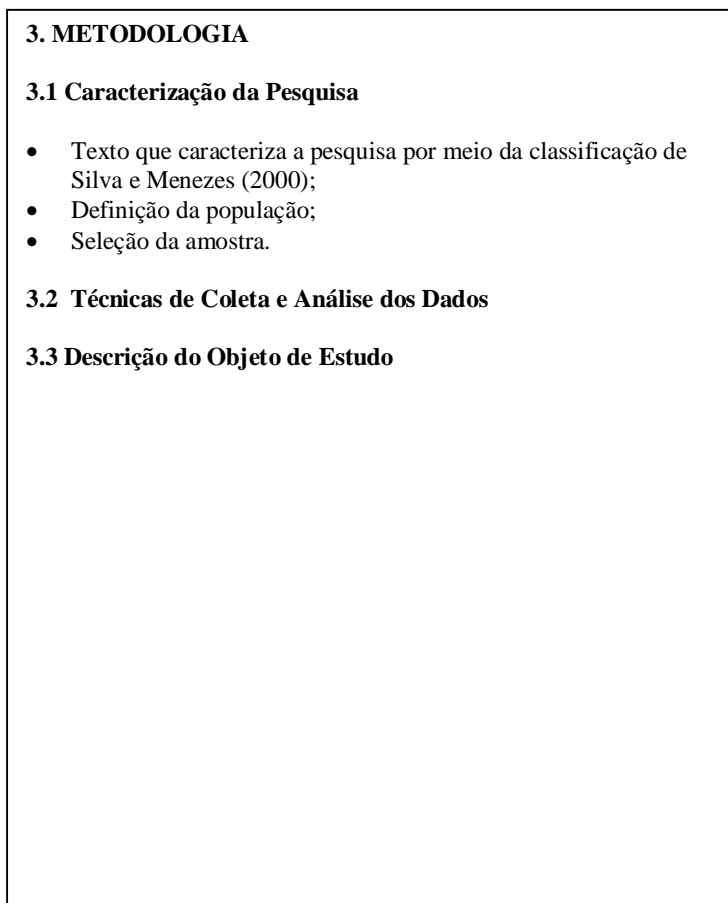 3. METODOLOGIA
3.1 Caracterização da Pesquisa
• Texto que caracteriza a pesquisa por meio da classificação de
Silva e Menezes (2000);
• Definição da população;
• Seleção da amostra.
3.2 Técnicas de Coleta e Análise dos Dados
3.3 Descrição do Objeto de Estudo